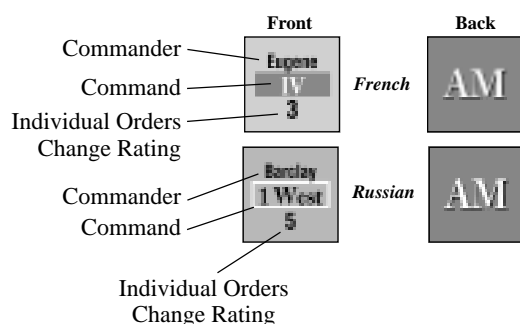 Front Back
Commander
Eugene
Command
IV
French
AM
3
Individual Orders
Change Rating
Barclay
Commander
1 West
Russian
AM
Command
5
Individual Orders
Change Rating